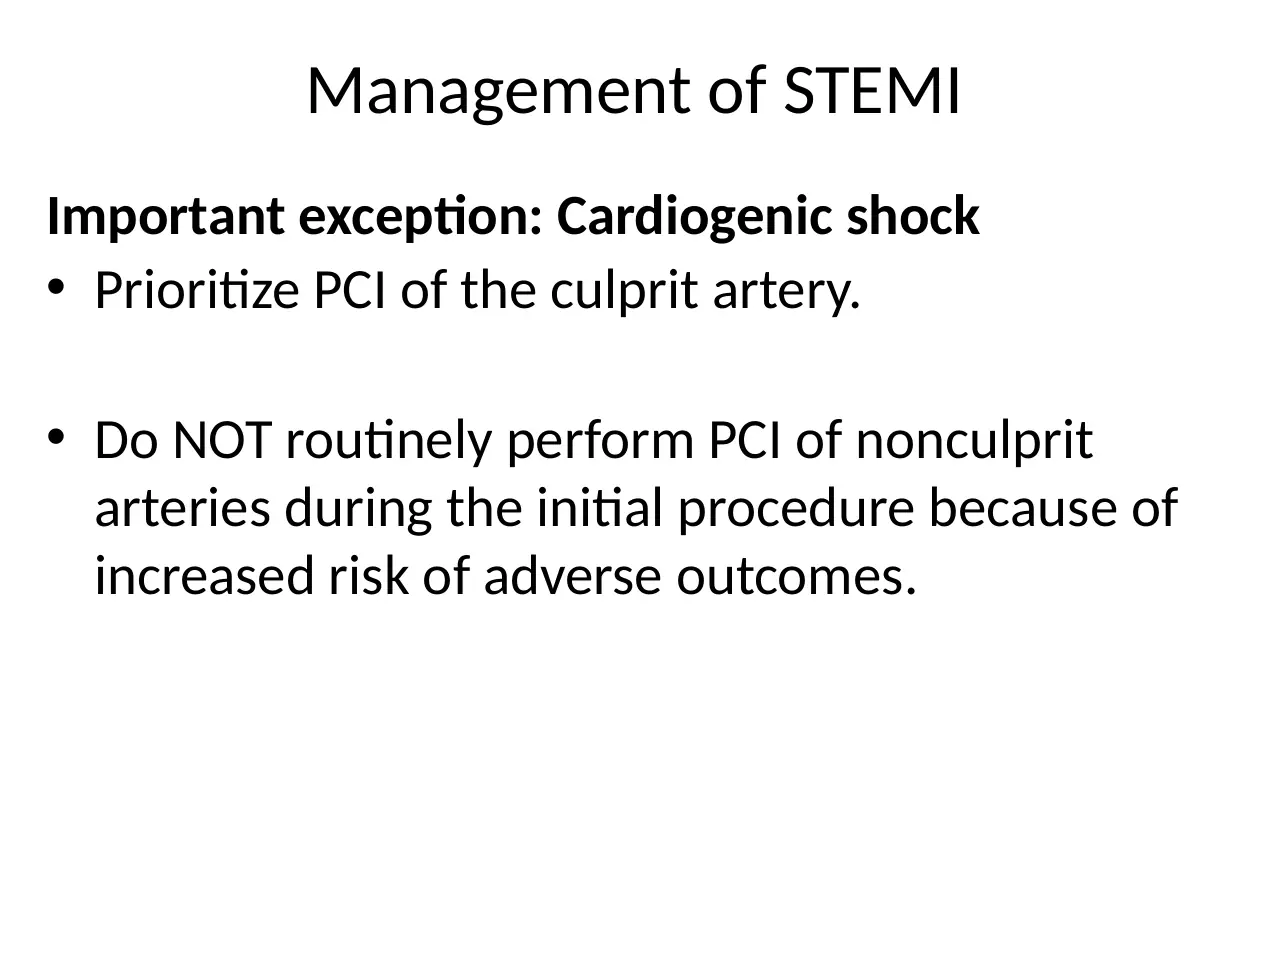 Management of STEMI
Important exception: Cardiogenic shock
• Prioritize PCI of the culprit artery.
• Do NOT routinely perform PCI of nonculprit
arteries during the initial procedure because of
increased risk of adverse outcomes.